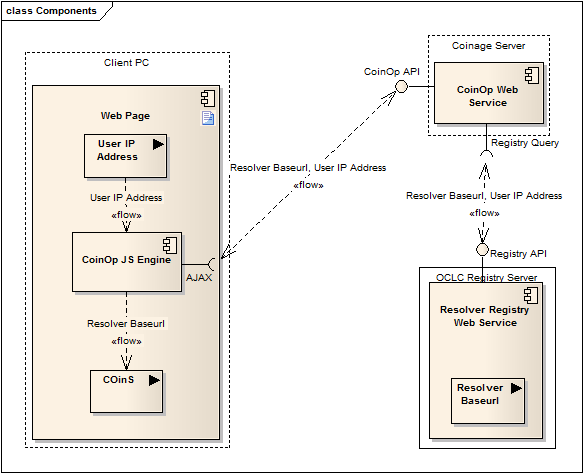 class Components
Client PC
Web Page
User IP
Address
User IP Address
«flow»
CoinOp JS Engine
AJAX
Resolver Baseurl
«flow»
COinS
Resolver Baseurl, User IP Address
«flow»
Coinage Server
CoinOp API
CoinOp Web
Service
Registry Query
Resolver Baseurl, User IP Address
«flow»
Registry API
OCLC Registry Server
Resolver Registry
Web Service
Resolver
Baseurl